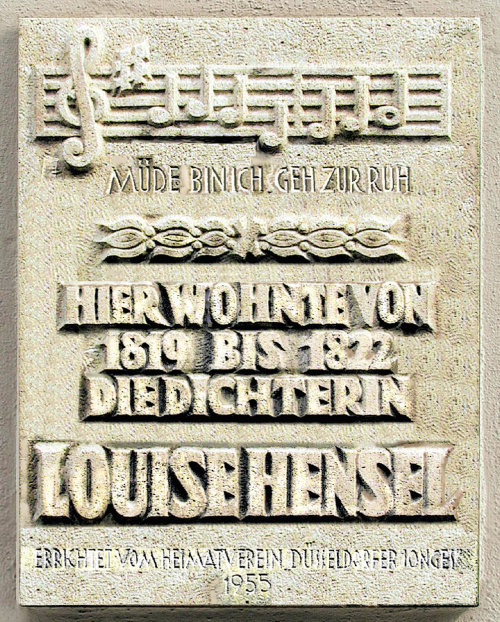 MÜDE BIN ICH, GEH ZUR RUH
HIER WOHNTE VON
1819 BIS 1822
DIE DICHTERIN
LOUISE HENSEL
ERRICHTET VOM HEIMATVEREIN DÜSSELDORFER JONGES
1955